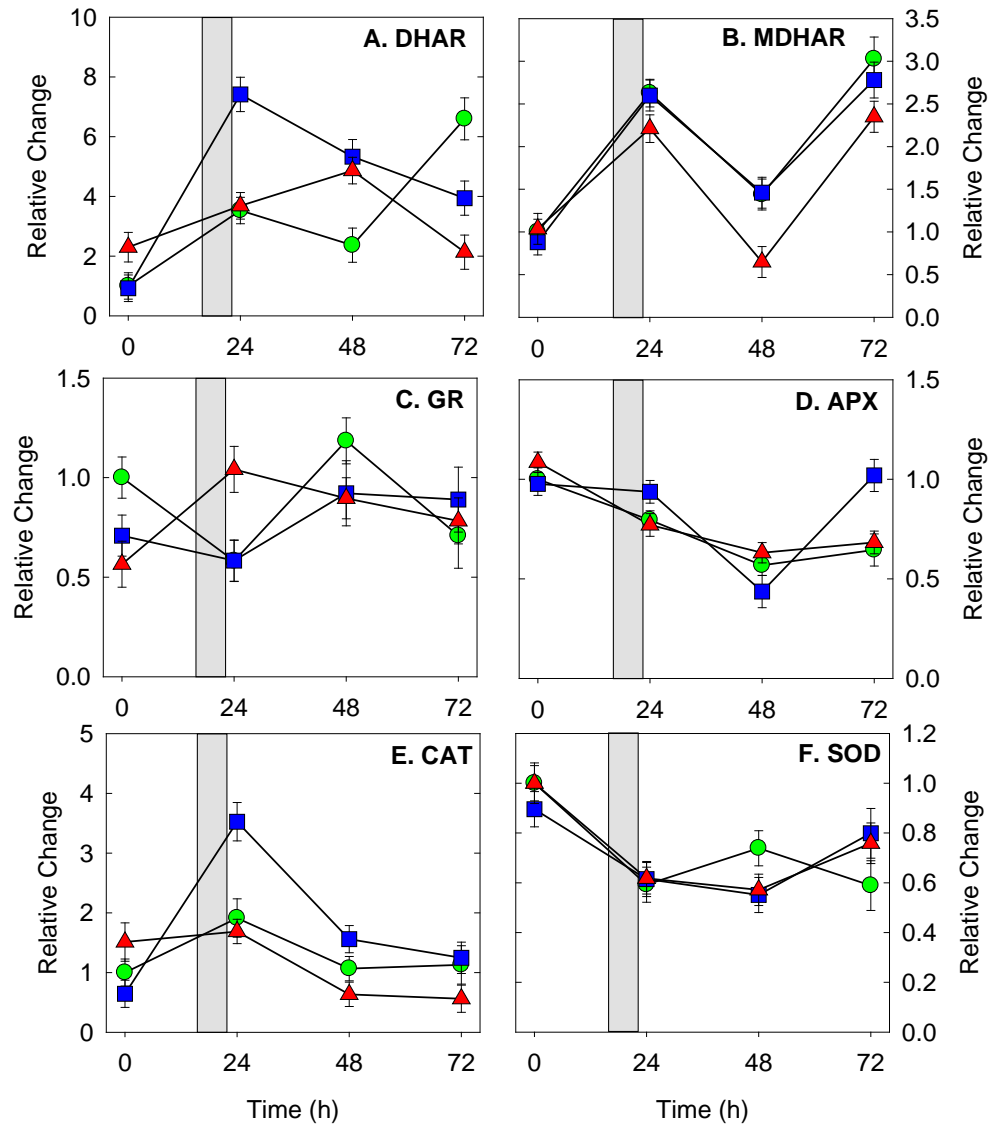 A. DHAR
Relative Change
10
8
6
4
2
0
0 24 48 72
B. MDHAR
Relative Change
3.5
3.0
2.5
2.0
1.5
1.0
0.5
0.0
0 24 48 72
C. GR
Relative Change
1.5
1.0
0.5
0.0
0 24 48 72
D. APX
Relative Change
1.5
1.0
0.5
0.0
0 24 48 72
E. CAT
Relative Change
5
4
3
2
1
0
0 24 48 72
Time (h)
F. SOD
Relative Change
1.2
1.0
0.8
0.6
0.4
0.2
0.0
0 24 48 72
Time (h)